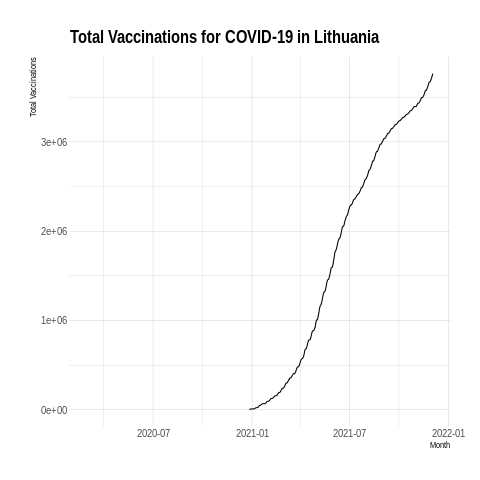 Total Vaccinations for COVID-19 in Lithuania
Total Vaccinations
3e+06
2e+06
1e+06
0e+00
2020-07 2021-01 2021-07 2022-01
Month